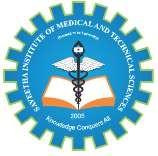 SAVEETHA INSTITUTE OF MEDICAL AND TECHNICAL SCIENCES
2005
Knowledge Conquers All